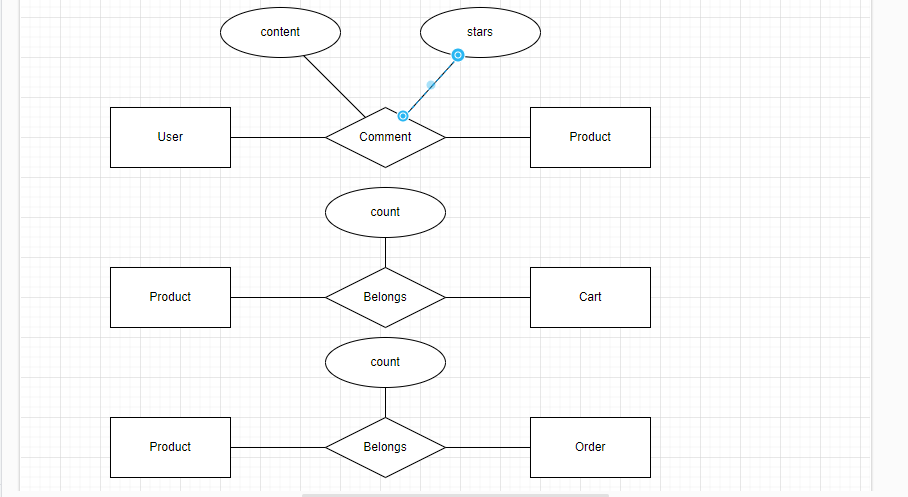 content
stars
User
Comment
Product
count
Product
Belongs
Cart
count
Product
Belongs
Order